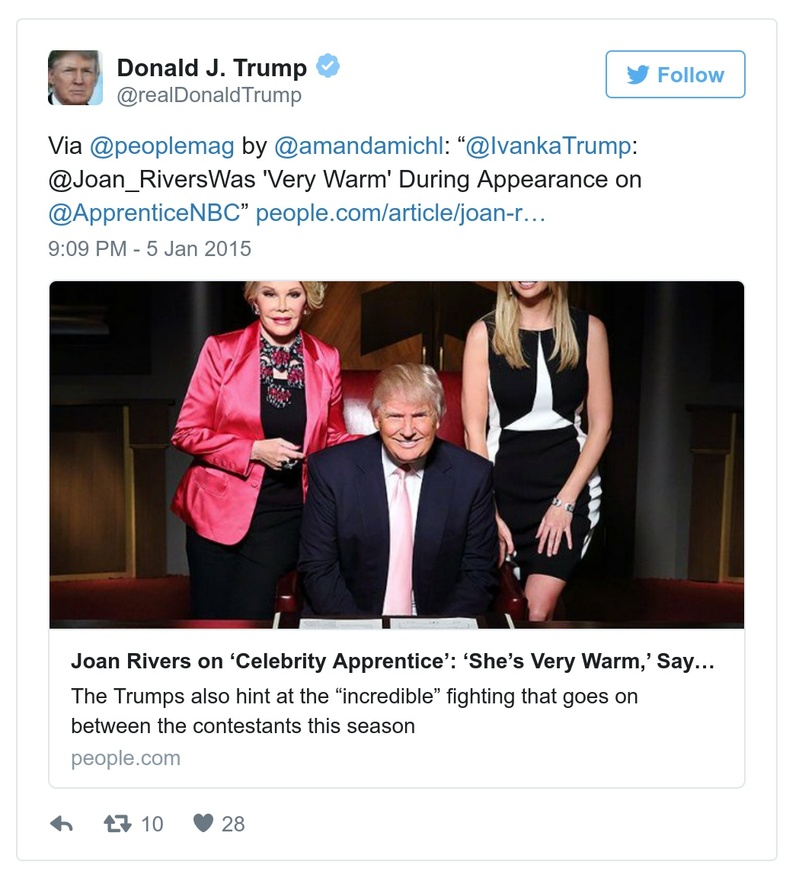 Donald J. Trump
@realDonaldTrump
Follow
Via @peoplemag by @amandamichl: “@IvankaTrump:
@Joan_RiversWas 'Very Warm' During Appearance on
@ApprenticeNBC” people.com/article/joan-r…
9:09 PM - 5 Jan 2015
Joan Rivers on ‘Celebrity Apprentice’: ‘She’s Very Warm,’ Say…
The Trumps also hint at the “incredible” fighting that goes on
between the contestants this season
people.com
10 28